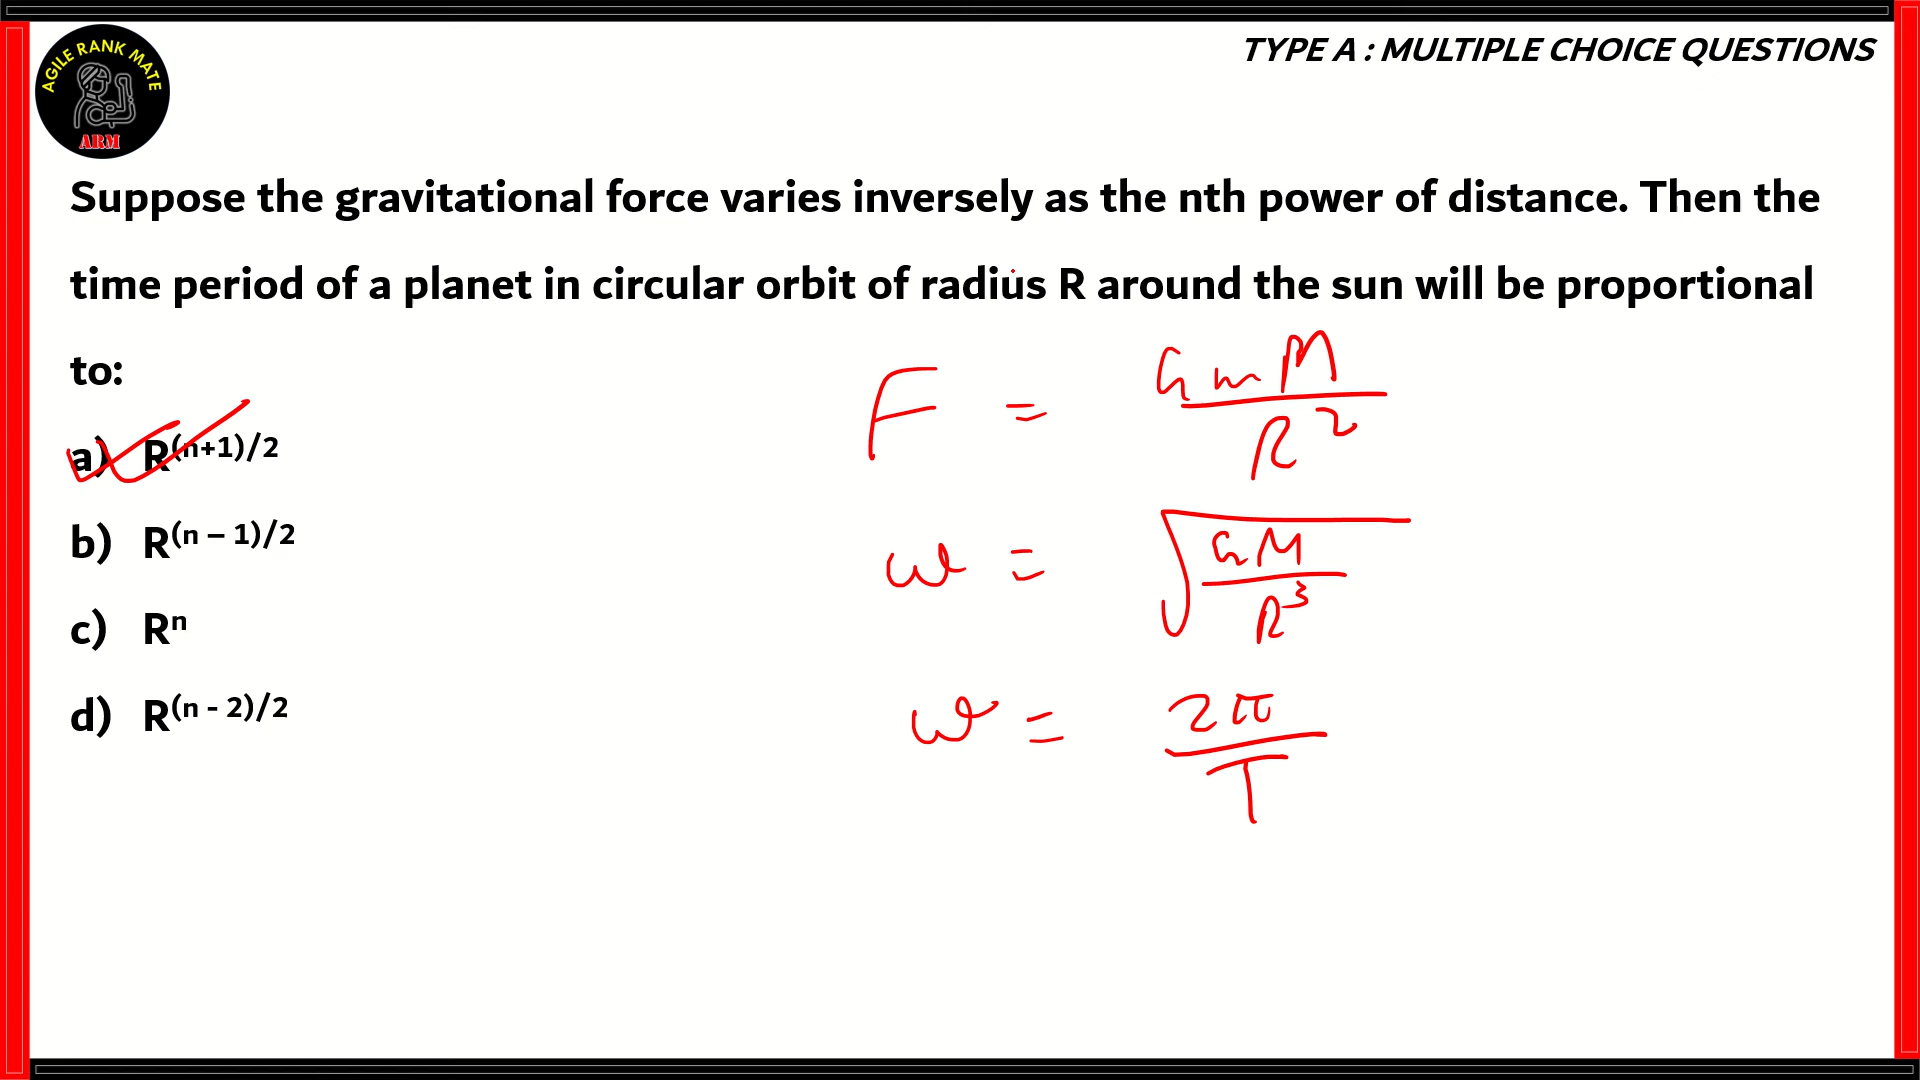 AGILE RANK MATE
ARM
TYPE A : MULTIPLE CHOICE QUESTIONS
Suppose the gravitational force varies inversely as the nth power of distance. Then the
time period of a planet in circular orbit of radius R around the sun will be proportional
to:
a) R^(n+1)/2
b) R^(n – 1)/2
c) Rⁿ
d) R^(n - 2)/2
F = GmM / R²
ω = √(GM / R³)
ω = 2π / T